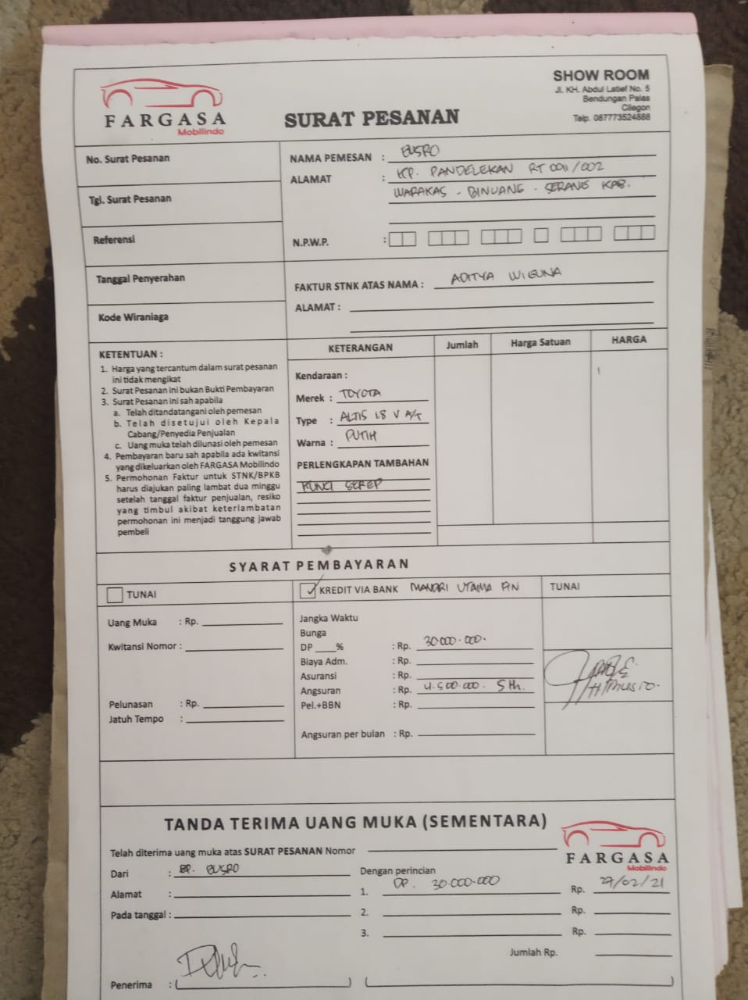 FARGASA
Mobilindo
SURAT PESANAN
SHOW ROOM
Jl. KH. Abdul Latief No. 5
Bendungan Palas
Cilegon
Telp. 087773524888
No. Surat Pesanan
Tgl. Surat Pesanan
Referensi
Tanggal Penyerahan
Kode Wiraniaga
NAMA PEMESAN : BUSRO
ALAMAT : KP. PANDELEKAN RT 001/002
WARAKAS - BINUANG - SERANG KAB.
N.P.W.P. :
FAKTUR STNK ATAS NAMA : ADITYA WIGUNA
ALAMAT :
KETENTUAN :
1. Harga yang tercantum dalam surat pesanan
ini tidak mengikat
2. Surat Pesanan ini bukan Bukti Pembayaran
3. Surat Pesanan ini sah apabila
a. Telah ditandatangani oleh pemesan
b. Telah disetujui oleh Kepala
Cabang/Penyedia Penjualan
c. Uang muka telah dilunasi oleh pemesan
4. Pembayaran baru sah apabila ada kwitansi
yang dikeluarkan oleh FARGASA Mobilindo
5. Permohonan Faktur untuk STNK/BPKB
harus diajukan paling lambat dua minggu
setelah tanggal faktur penjualan, resiko
yang timbul akibat keterlambatan
permohonan ini menjadi tanggung jawab
pembeli
KETERANGAN Jumlah Harga Satuan HARGA
Kendaraan :
Merek : TOYOTA
Type : ALTIS 1.8 V A/T
Warna : PUTIH
PERLENGKAPAN TAMBAHAN
KUNCI SEREP
SYARAT PEMBAYARAN
TUNAI
Uang Muka : Rp.
Kwitansi Nomor :
Pelunasan : Rp.
Jatuh Tempo :
KREDIT VIA BANK MANDIRI UTAMA FIN
Jangka Waktu
Bunga
DP ___% : Rp. 30.000.000.
Biaya Adm. : Rp.
Asuransi : Rp.
Angsuran : Rp. 4.500.000. 5 th.
Pel.+BBN : Rp.
Angsuran per bulan : Rp.
TUNAI
TANDA TERIMA UANG MUKA (SEMENTARA)
FARGASA
Mobilindo
Telah diterima uang muka atas SURAT PESANAN Nomor
Dari : BP. BUSRO
Alamat :
Pada tanggal :
Dengan perincian
1. DP. 30.000.000 Rp. 27/02/21
2. Rp.
3. Rp.
Jumlah Rp.
Penerima : ( ) ( )